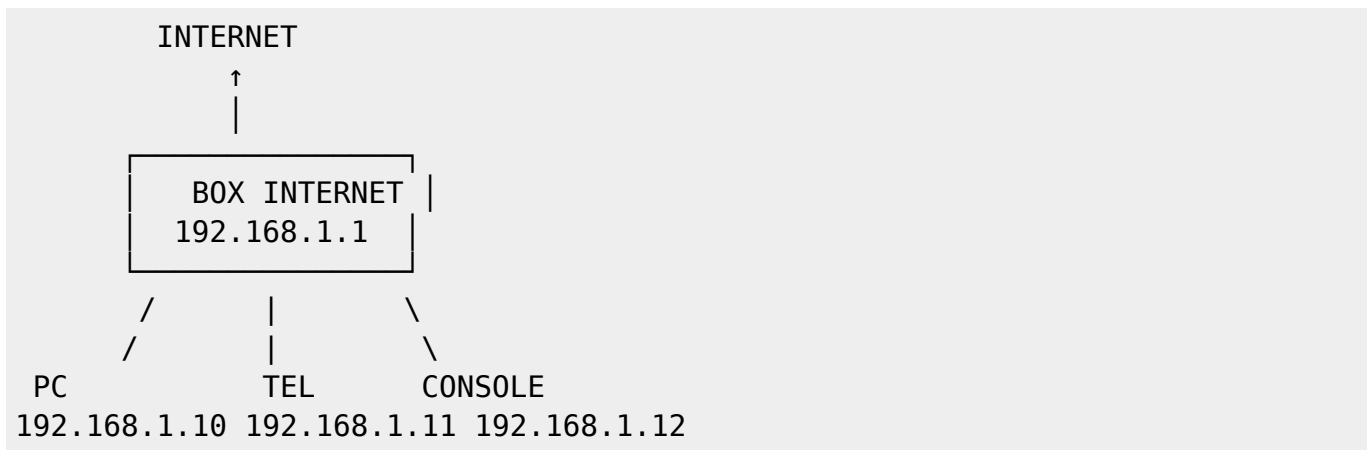 INTERNET
BOX INTERNET
192.168.1.1
PC TEL CONSOLE
192.168.1.10 192.168.1.11 192.168.1.12